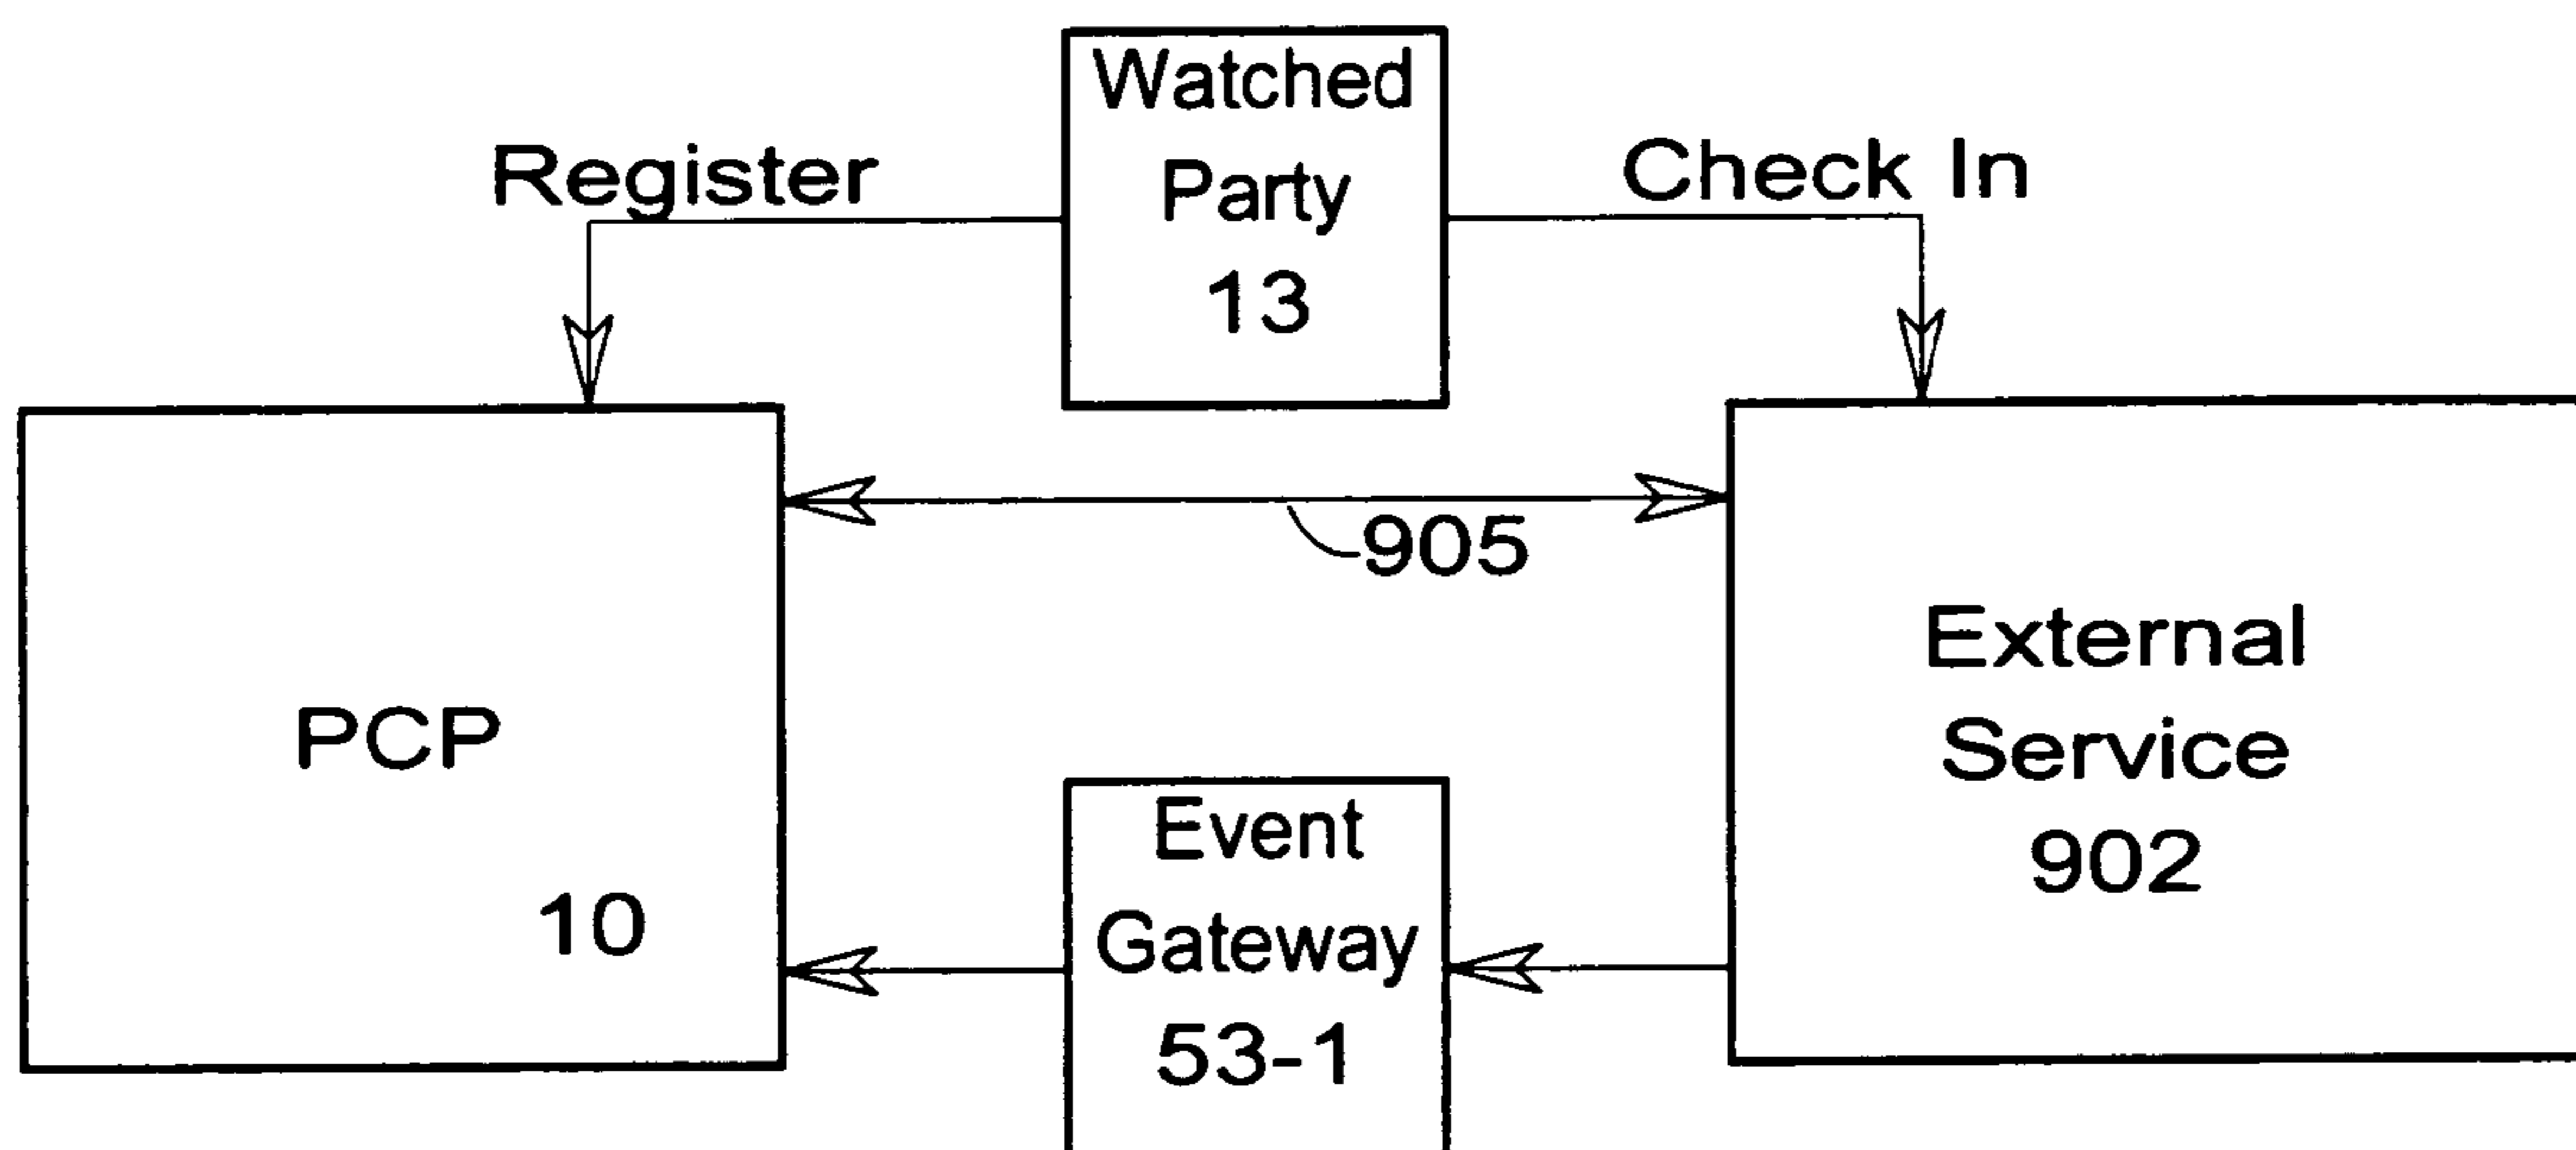 Watched
Party
13
Register
Check In
905
PCP
10
External
Service
902
Event
Gateway
53-1